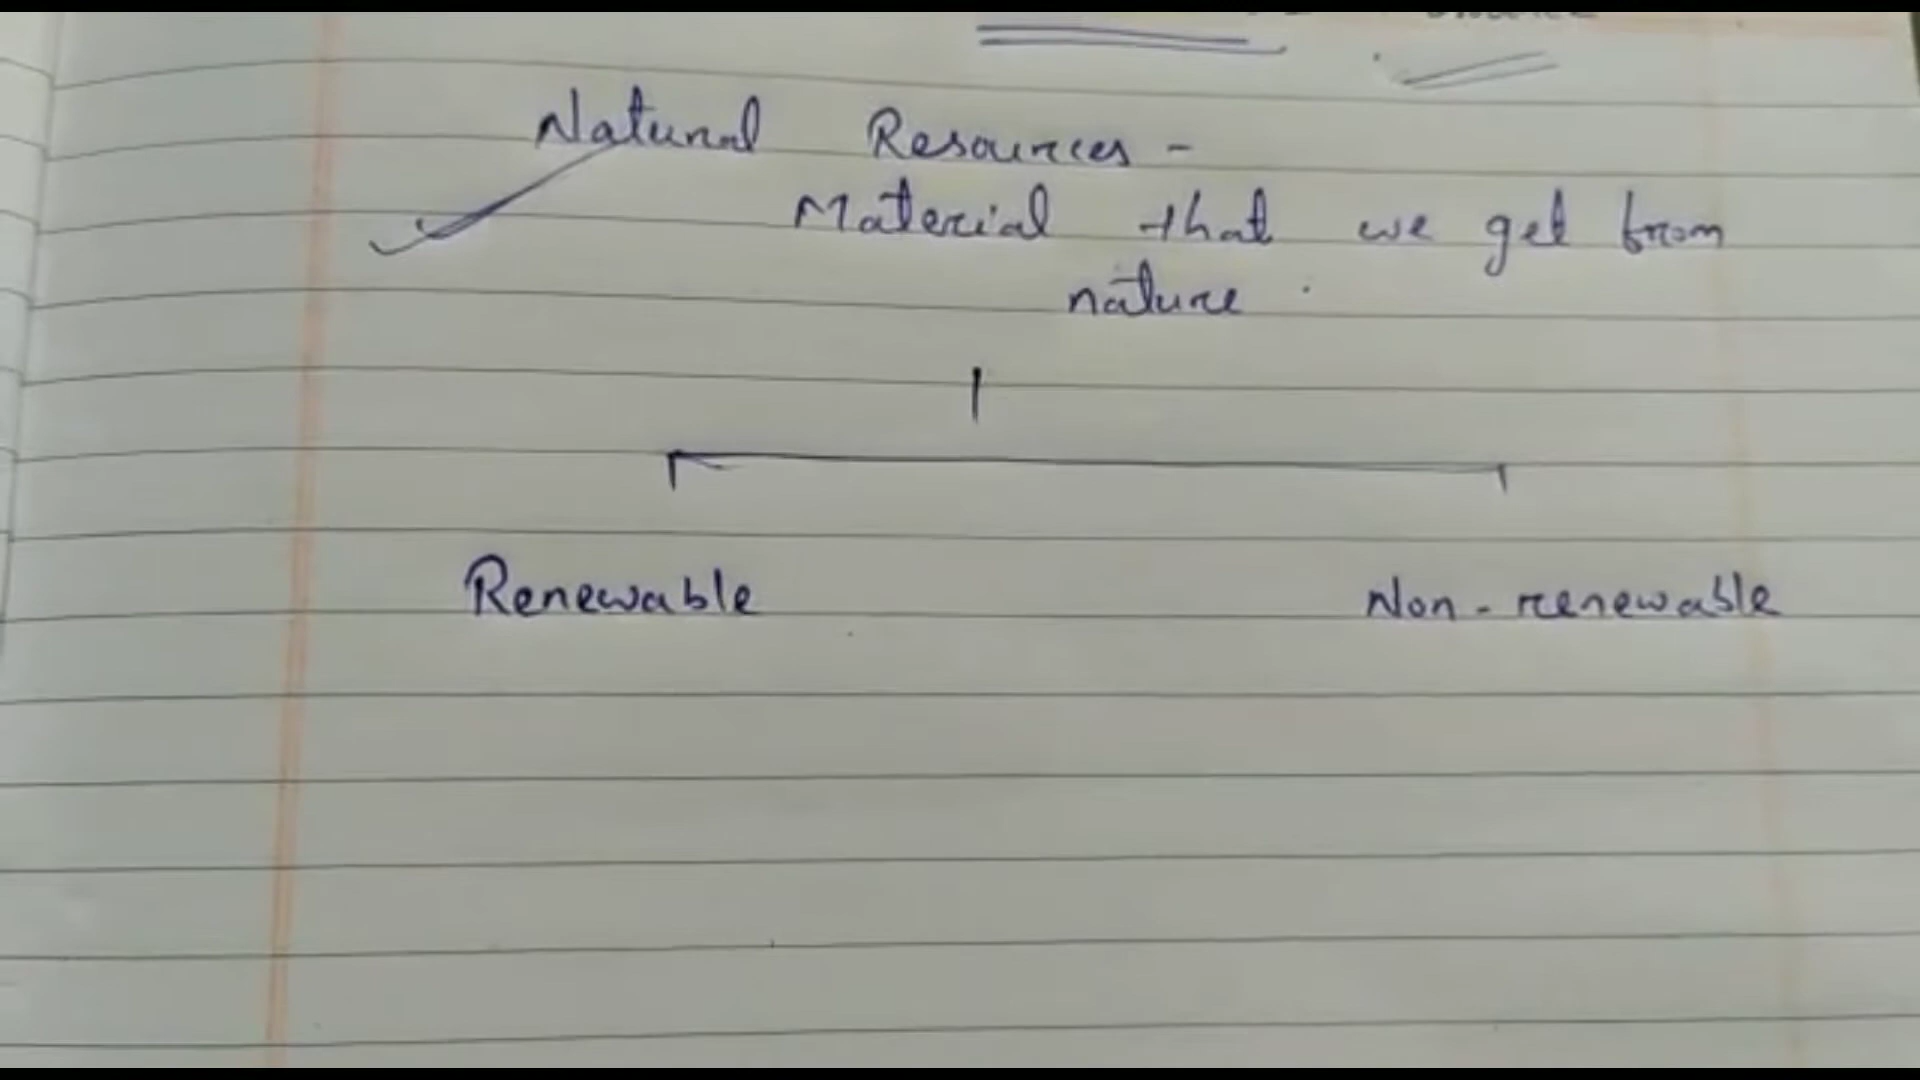 Natural Resources -
Material that we get from
nature.
Renewable
Non-renewable